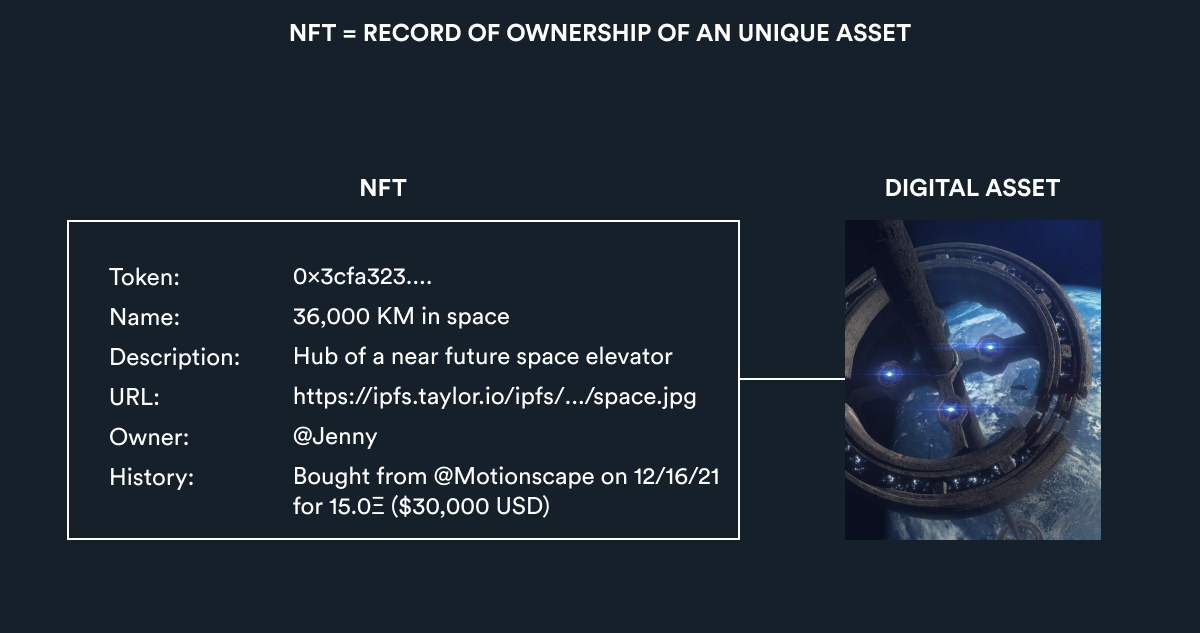 NFT = RECORD OF OWNERSHIP OF AN UNIQUE ASSET
NFT
Token: 0x3cfa323....
Name: 36,000 KM in space
Description: Hub of a near future space elevator
URL: https://ipfs.taylor.io/ipfs/.../space.jpg
Owner: @Jenny
History: Bought from @Motionscape on 12/16/21
for 15.0Ξ ($30,000 USD)
DIGITAL ASSET